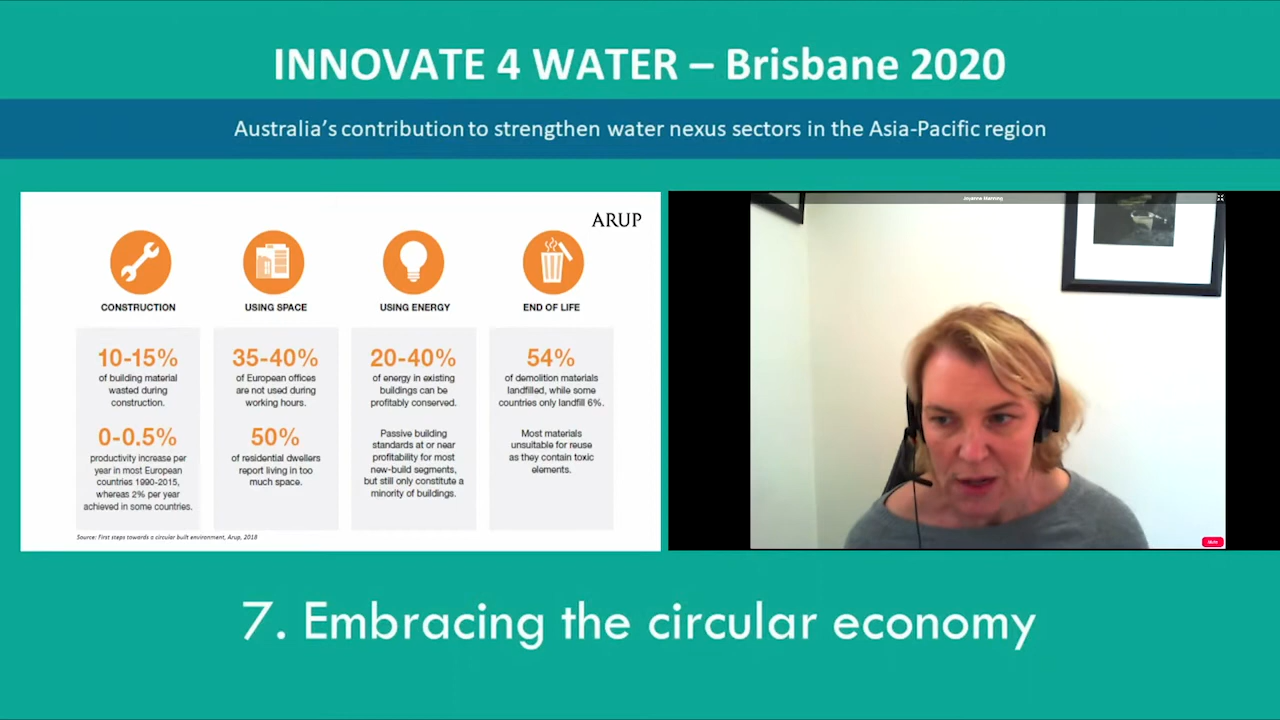 INNOVATE 4 WATER – Brisbane 2020
Australia's contribution to strengthen water nexus sectors in the Asia-Pacific region
ARUP
CONSTRUCTION
10-15%
of building material
wasted during
construction.
0-0.5%
productivity increase per
year in most European
countries 1990-2015,
whereas 2% per year
achieved in some countries.
USING SPACE
35-40%
of European offices
are not used during
working hours.
50%
of residential dwellers
report living in too
much space.
USING ENERGY
20-40%
of energy in existing
buildings can be
profitably conserved.
Passive building
standards at or near
profitability for most
new-build segments,
but still only constitute a
minority of buildings.
END OF LIFE
54%
of demolition materials
landfilled, while some
countries only landfill 6%.
Most materials
unsuitable for reuse
as they contain toxic
elements.
Source: First steps towards a circular built environment, Arup, 2018
Joyanne Manning
7. Embracing the circular economy